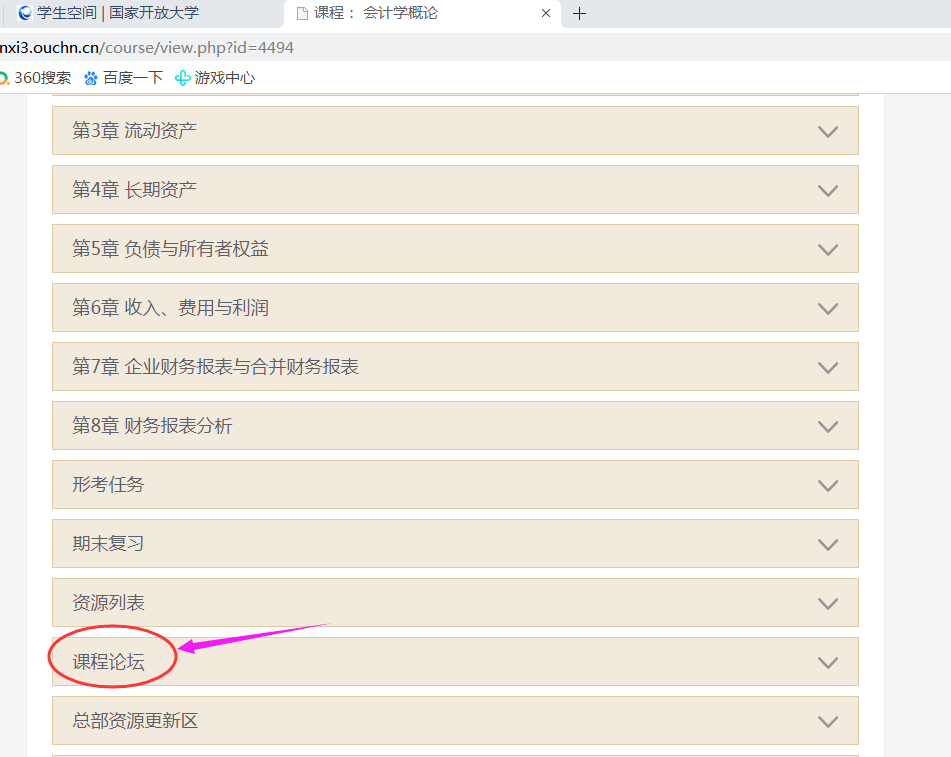 学生空间 | 国家开放大学
课程： 会计学概论
nxi3.ouchn.cn/course/view.php?id=4494
360搜索 百度一下 游戏中心
第3章 流动资产
第4章 长期资产
第5章 负债与所有者权益
第6章 收入、费用与利润
第7章 企业财务报表与合并财务报表
第8章 财务报表分析
形考任务
期末复习
资源列表
课程论坛
总部资源更新区